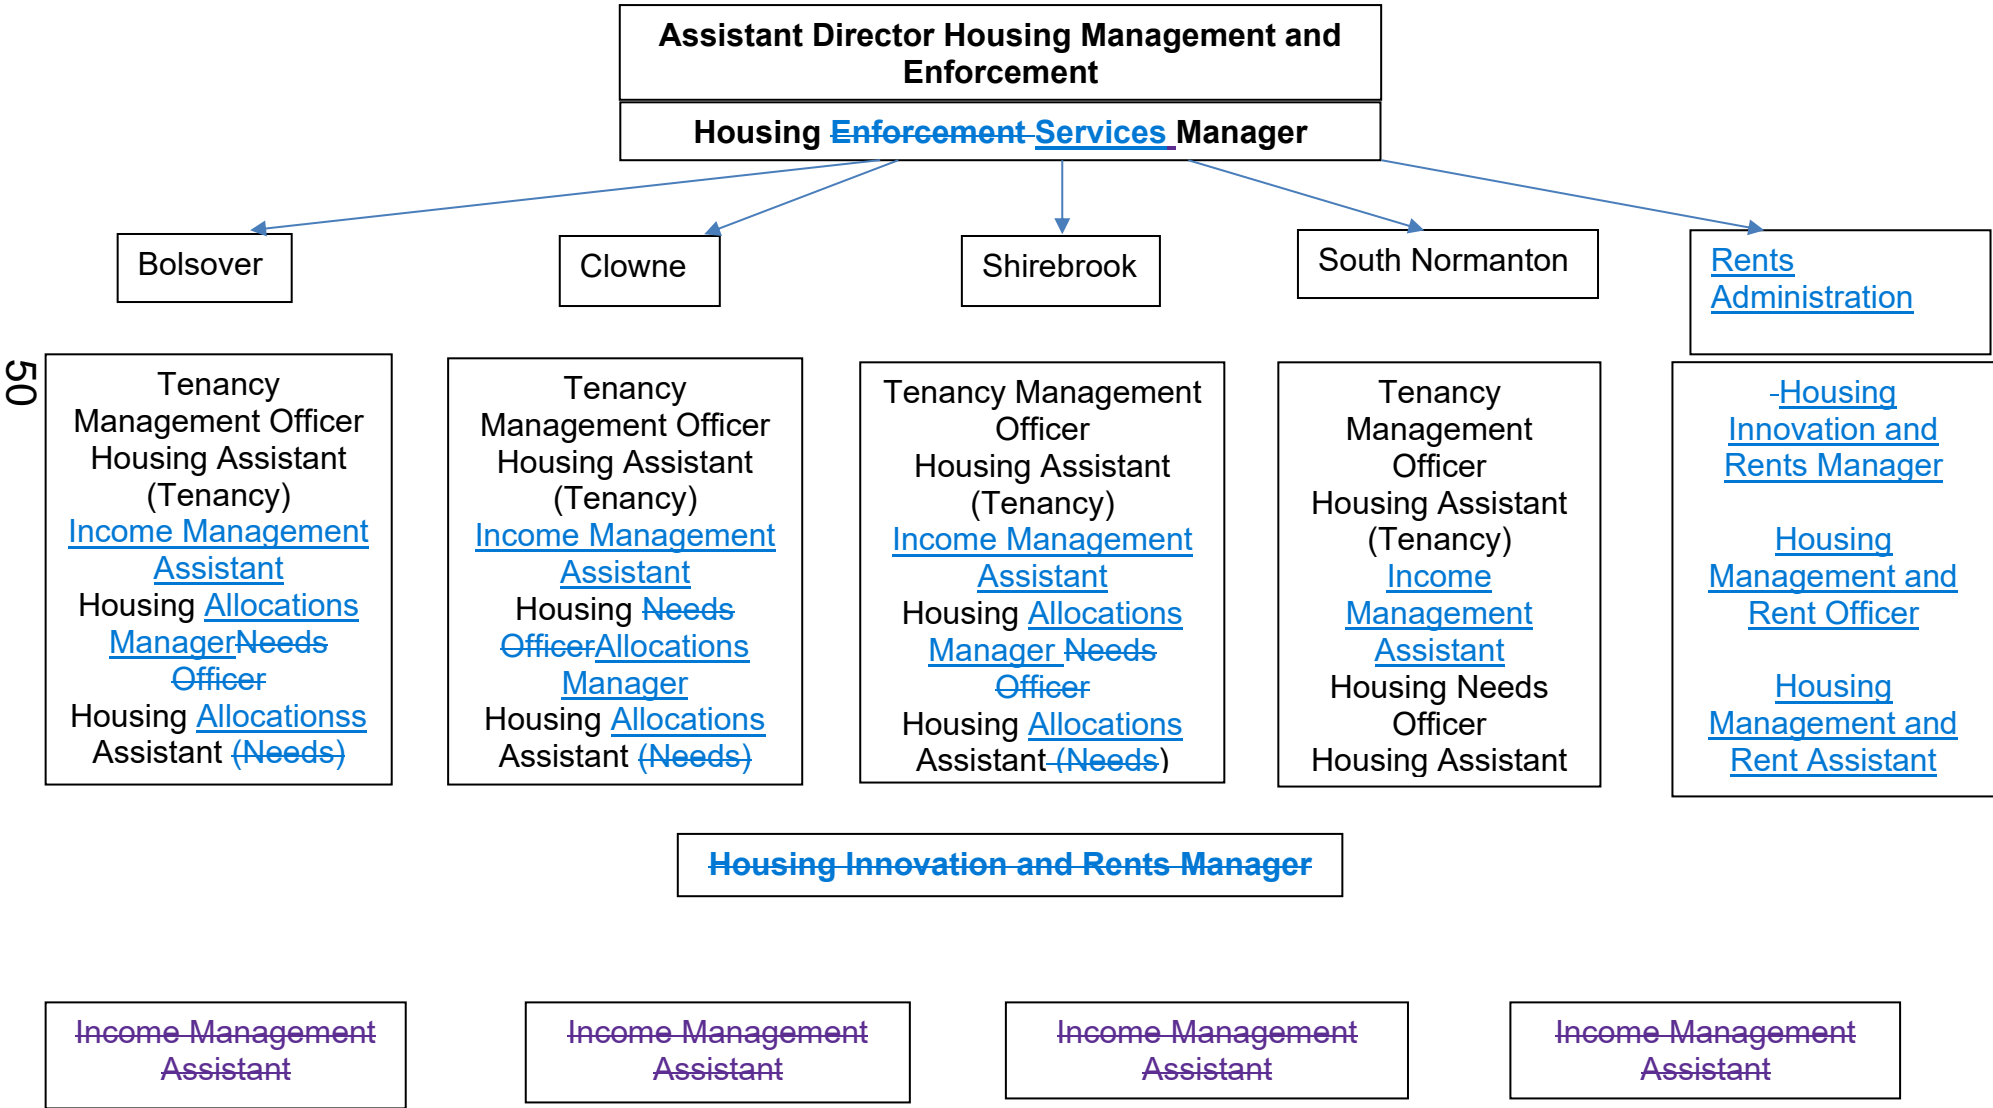 Assistant Director Housing Management and
Enforcement
Housing Enforcement Services Manager
Bolsover
Clowne
Shirebrook
South Normanton
Rents
Administration
50
Tenancy
Management Officer
Housing Assistant
(Tenancy)
Income Management
Assistant
Housing Allocations
ManagerNeeds
Officer
Housing Allocationss
Assistant (Needs)
Tenancy
Management Officer
Housing Assistant
(Tenancy)
Income Management
Assistant
Housing Needs
OfficerAllocations
Manager
Housing Allocations
Assistant (Needs)
Tenancy Management
Officer
Housing Assistant
(Tenancy)
Income Management
Assistant
Housing Allocations
Manager Needs
Officer
Housing Allocations
Assistant (Needs)
Tenancy
Management
Officer
Housing Assistant
(Tenancy)
Income
Management
Assistant
Housing Needs
Officer
Housing Assistant
Housing
Innovation and
Rents Manager
Housing
Management and
Rent Officer
Housing
Management and
Rent Assistant
Housing Innovation and Rents Manager
Income Management
Assistant
Income Management
Assistant
Income Management
Assistant
Income Management
Assistant